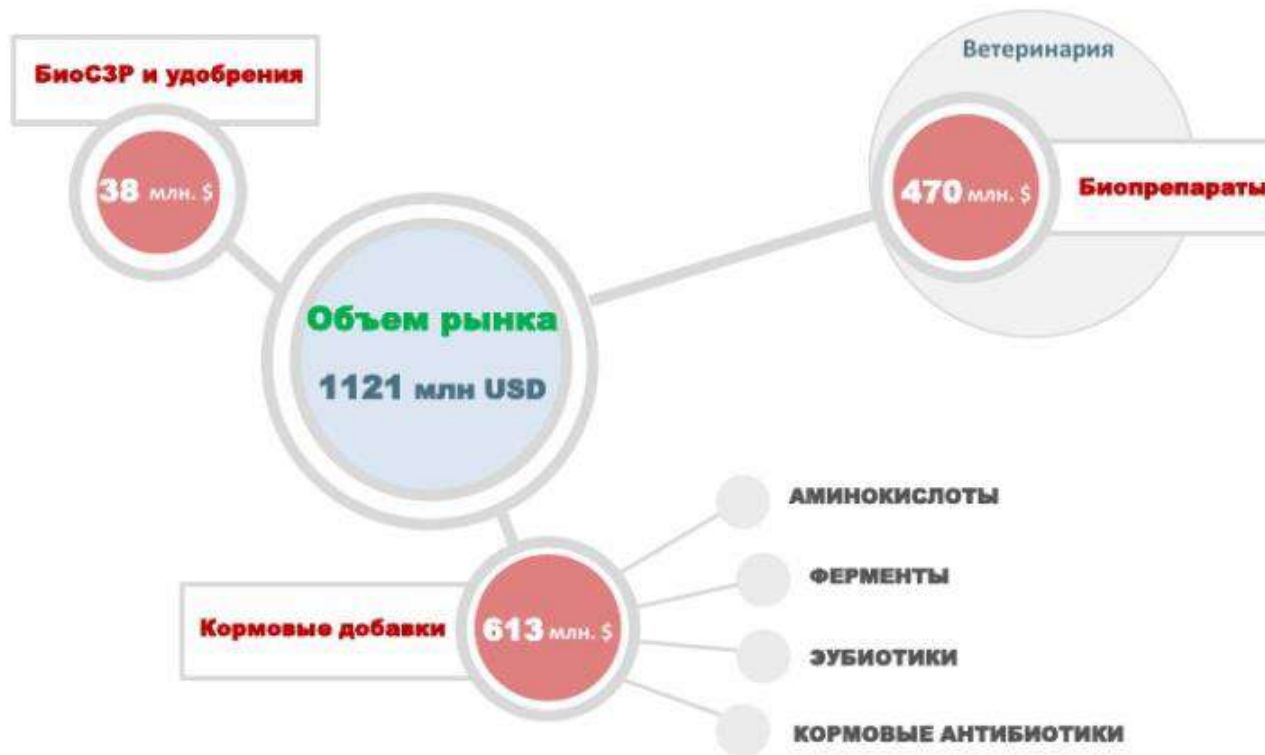 БиоСЗР и удобрения
38 млн. $
Ветеринария
470 млн. $
Биопрепараты
Объем рынка
1121 млн USD
Кормовые добавки
613 млн. $
АМИНОКИСЛОТЫ
ФЕРМЕНТЫ
ЭУБИОТИКИ
КОРМОВЫЕ АНТИБИОТИКИ